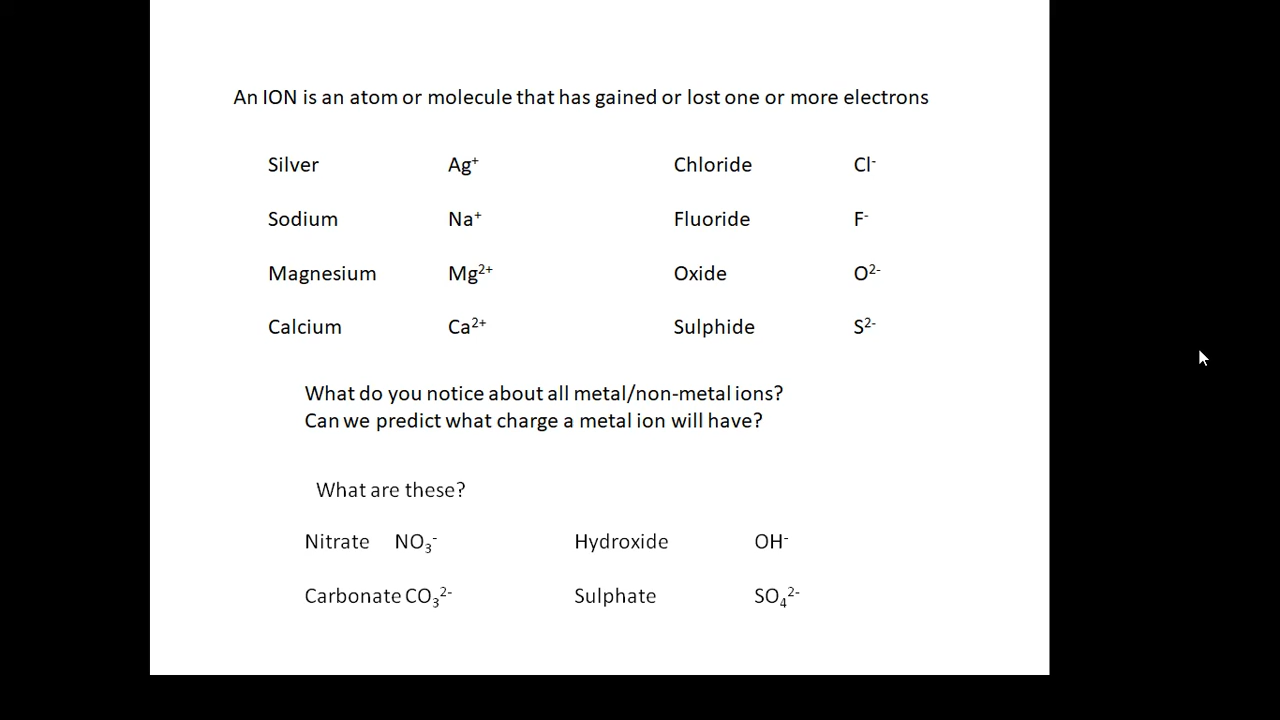 An ION is an atom or molecule that has gained or lost one or more electrons
Silver Ag⁺ Chloride Cl⁻
Sodium Na⁺ Fluoride F⁻
Magnesium Mg²⁺ Oxide O²⁻
Calcium Ca²⁺ Sulphide S²⁻
What do you notice about all metal/non-metal ions?
Can we predict what charge a metal ion will have?
What are these?
Nitrate NO₃⁻ Hydroxide OH⁻
Carbonate CO₃²⁻ Sulphate SO₄²⁻